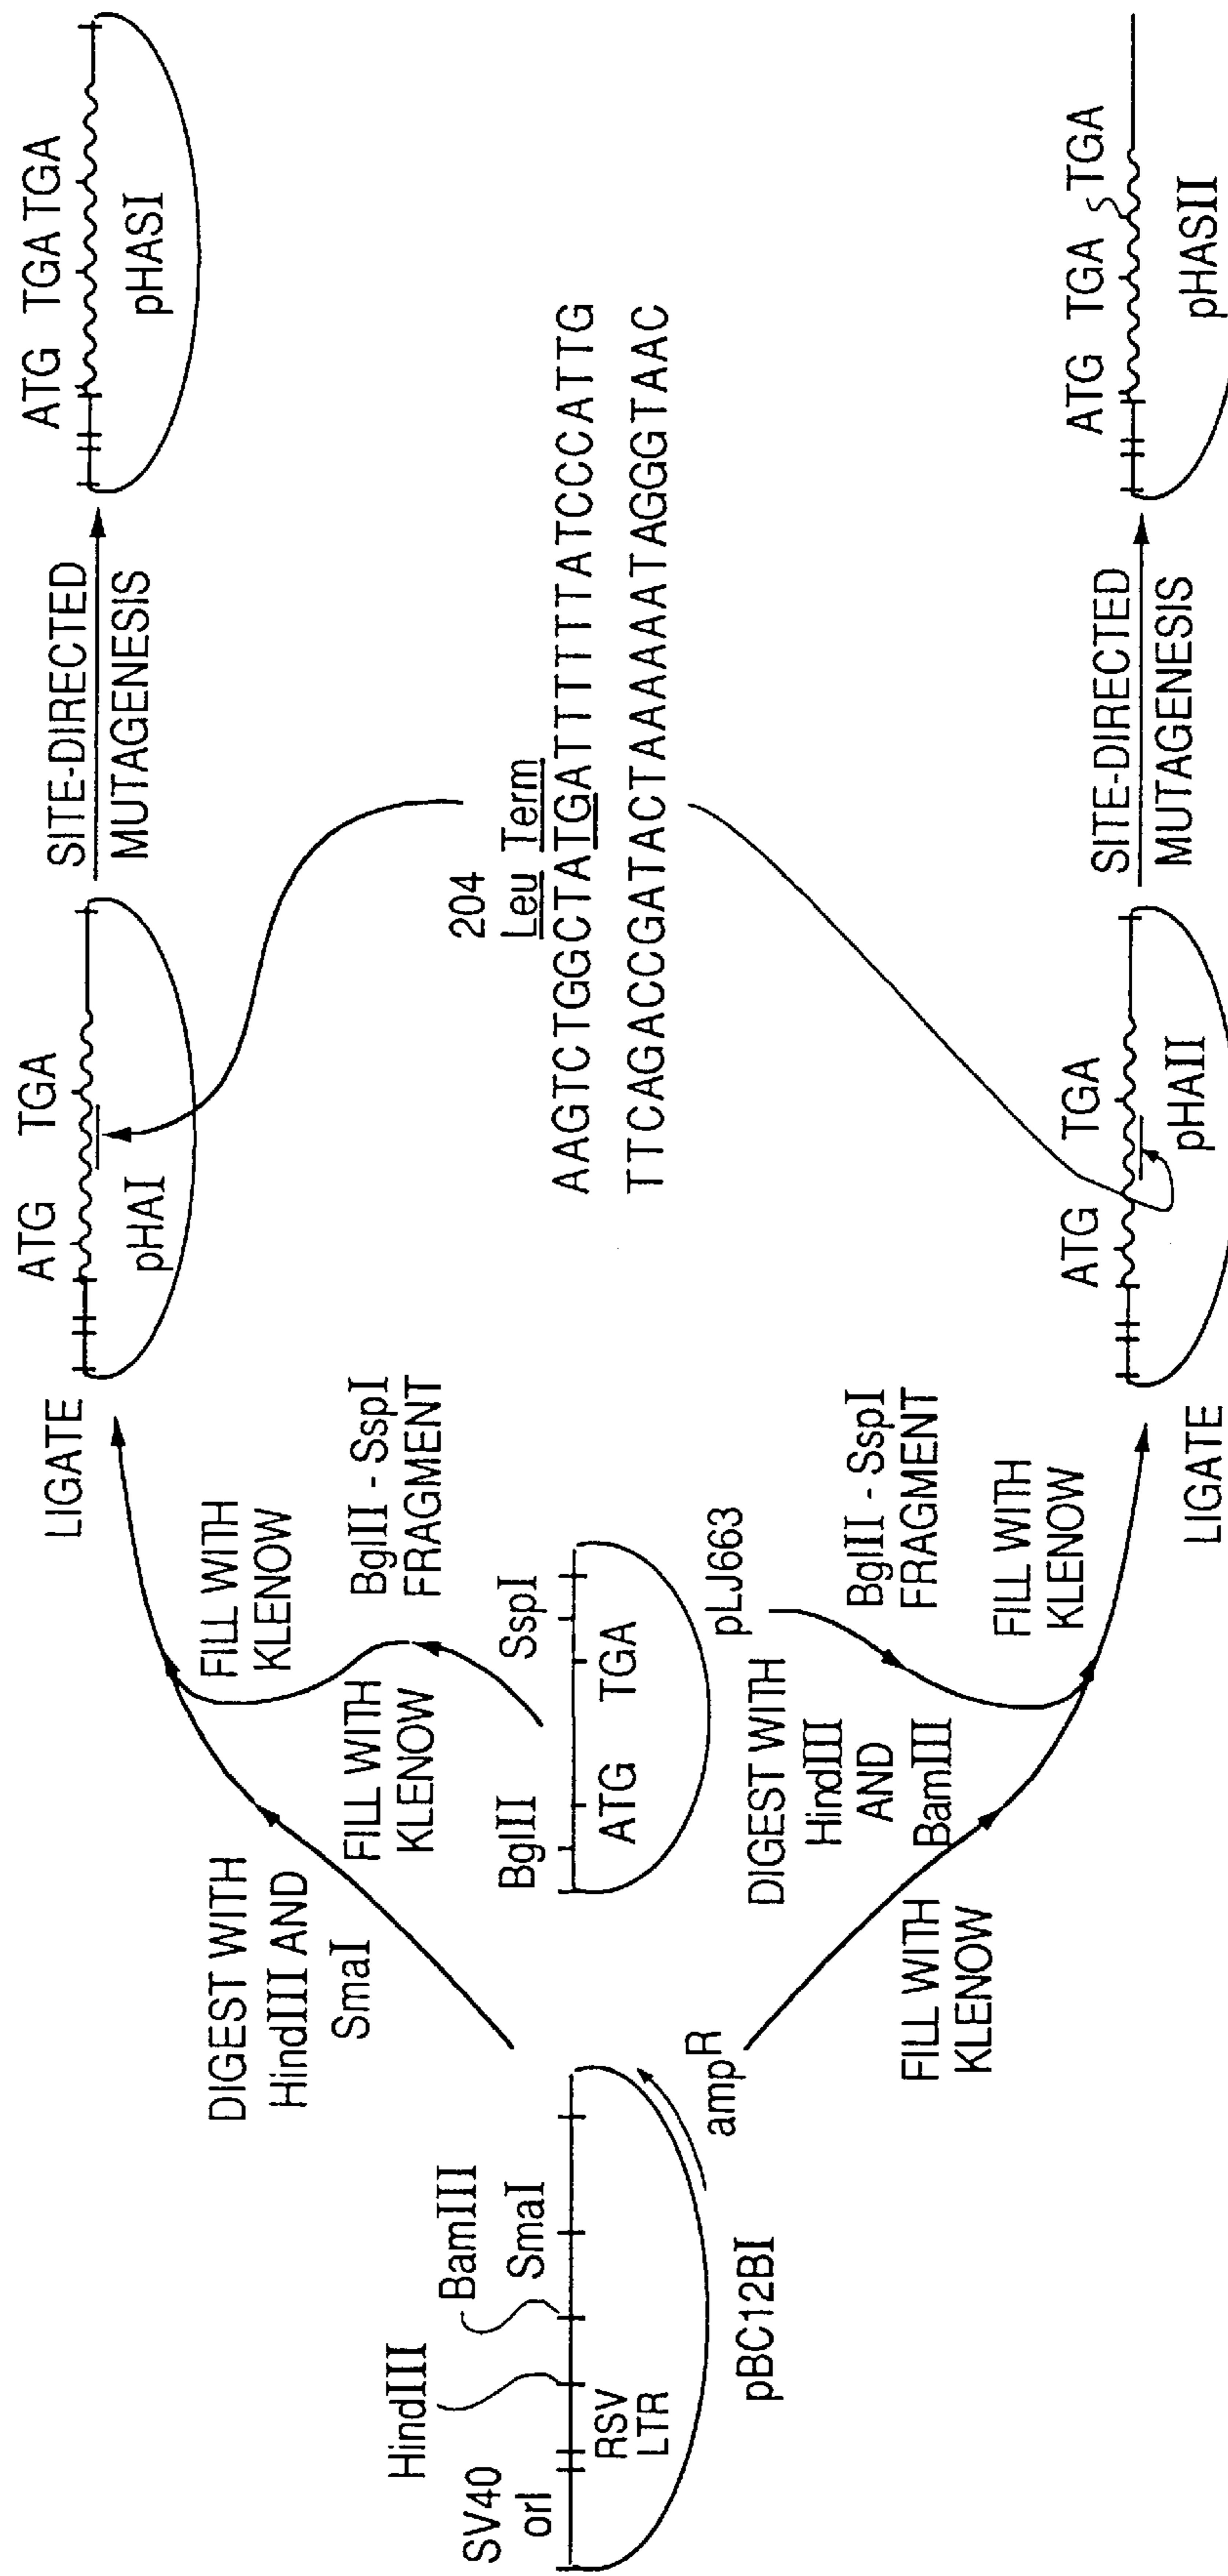 SV40
orI
HindIII
BamIII
SmaI
RSV
LTR
pBC12BI
ampR
DIGEST WITH
HindIII AND
SmaI
FILL WITH
KLENOW
BglII - SspI
FRAGMENT
FILL WITH
KLENOW
LIGATE
BglII
SspI
ATG TGA
pLJ663
DIGEST WITH
HindIII
AND
BamIII
FILL WITH
KLENOW
BglII - SspI
FRAGMENT
FILL WITH
KLENOW
LIGATE
ATG TGA
pHAI
SITE-DIRECTED
MUTAGENESIS
ATG TGA TGA
pHASI
204
Leu Term
AAGTCTGGCTATGATTTTTTATCCCATTG
TTCAGACCGATACTAAAAAATAGGGTAAC
ATG TGA
pHAII
SITE-DIRECTED
MUTAGENESIS
ATG TGA TGA
pHASII